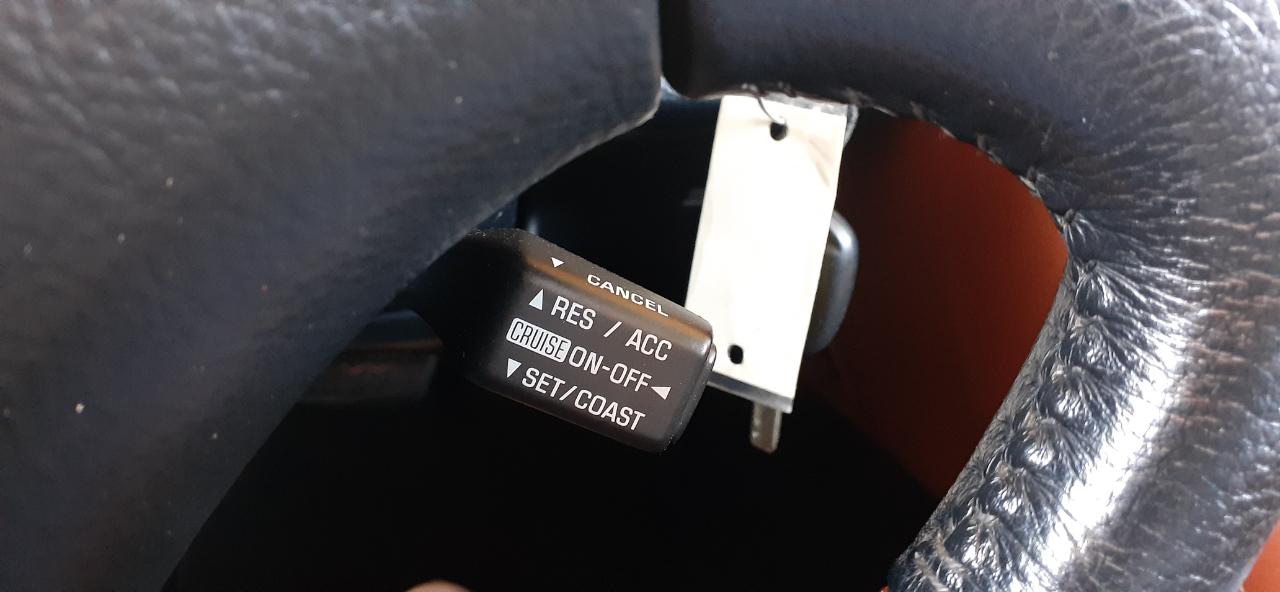 ▼ CANCEL
▲ RES / ACC
CRUISE ON-OFF ◄
▼ SET/COAST